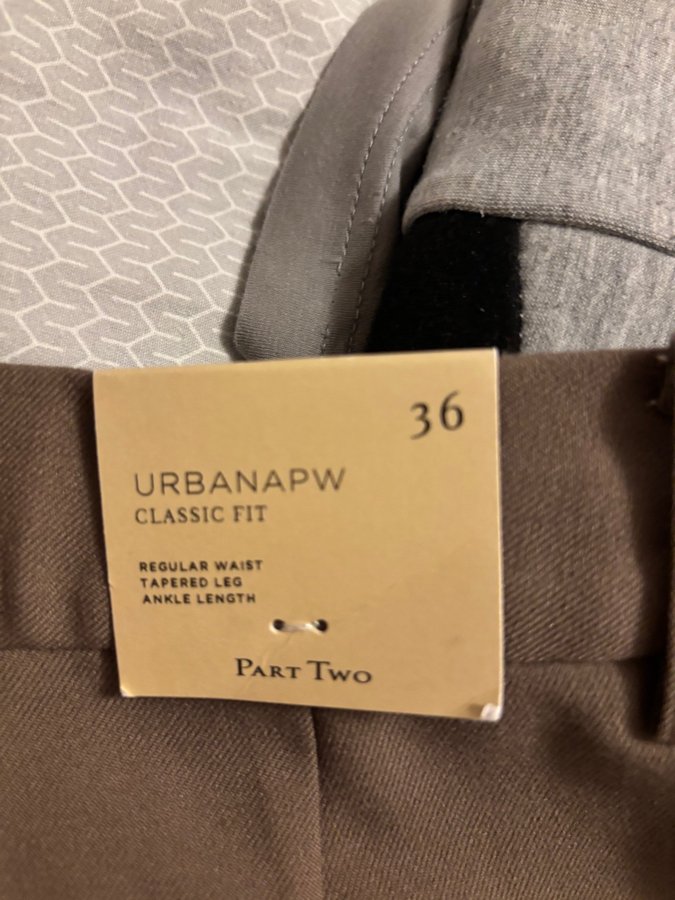 36
URBANAPW
CLASSIC FIT
REGULAR WAIST
TAPERED LEG
ANKLE LENGTH
PART TWO